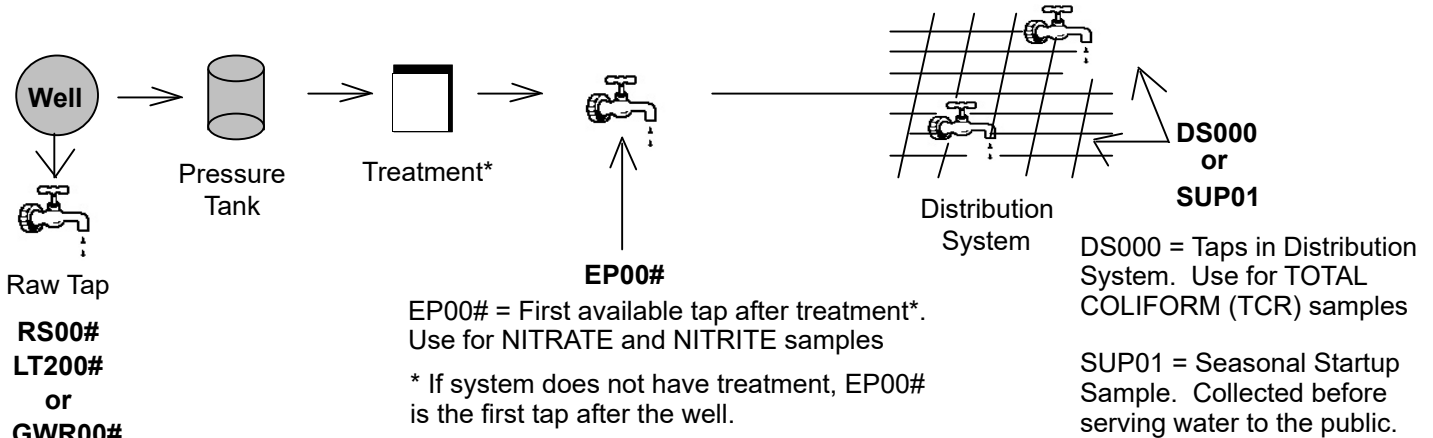 Well
Pressure
Tank
Treatment*
Raw Tap
RS00#
LT200#
or
GWR00#
EP00#
EP00# = First available tap after treatment*.
Use for NITRATE and NITRITE samples
* If system does not have treatment, EP00#
is the first tap after the well.
Distribution
System
DS000
or
SUP01
DS000 = Taps in Distribution
System. Use for TOTAL
COLIFORM (TCR) samples
SUP01 = Seasonal Startup
Sample. Collected before
serving water to the public.